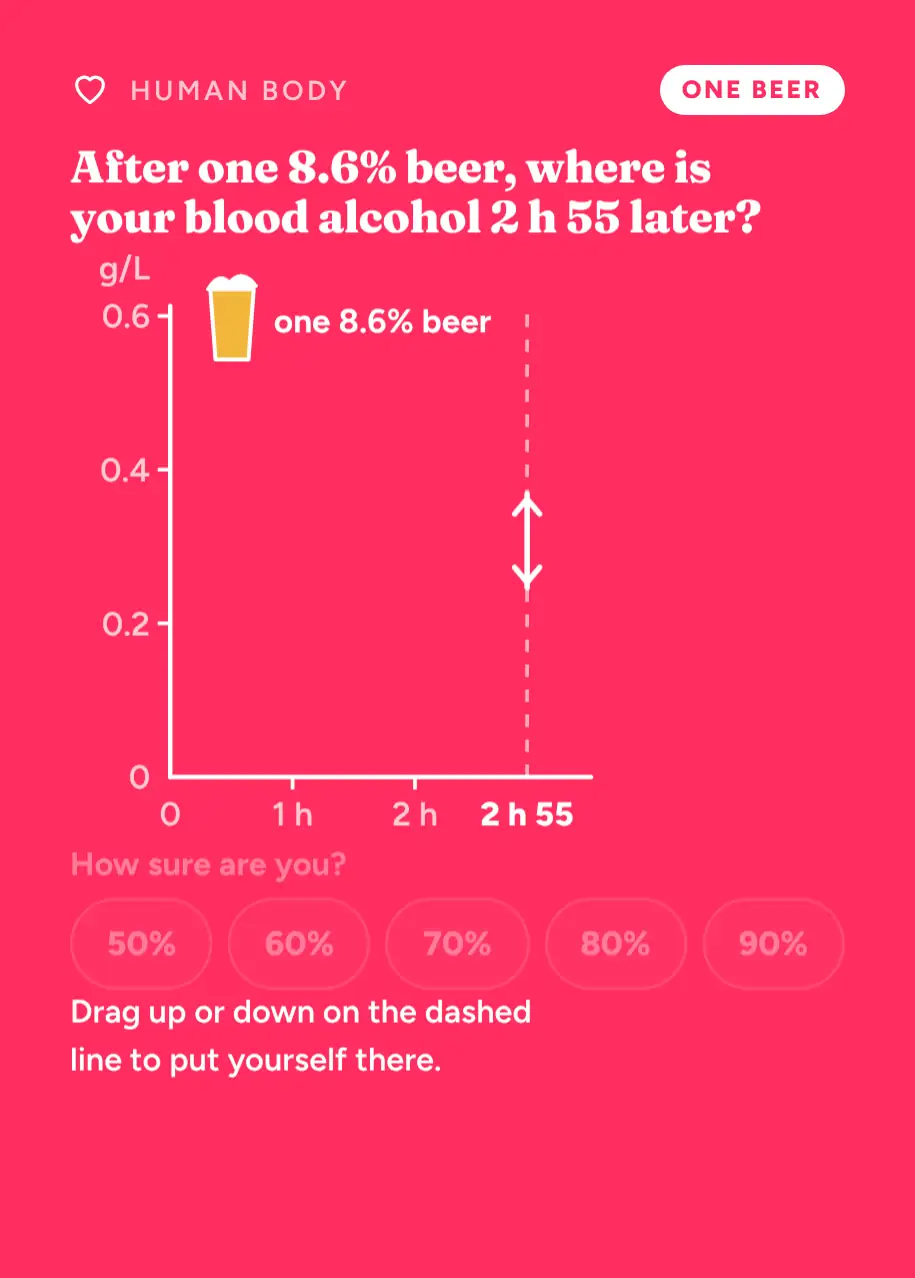 HUMAN BODY
ONE BEER
After one 8.6% beer, where is
your blood alcohol 2 h 55 later?
g/L
0.6
one 8.6% beer
0.4
0.2
0
0
1 h
2 h
2 h 55
How sure are you?
50%
60%
70%
80%
90%
Drag up or down on the dashed
line to put yourself there.